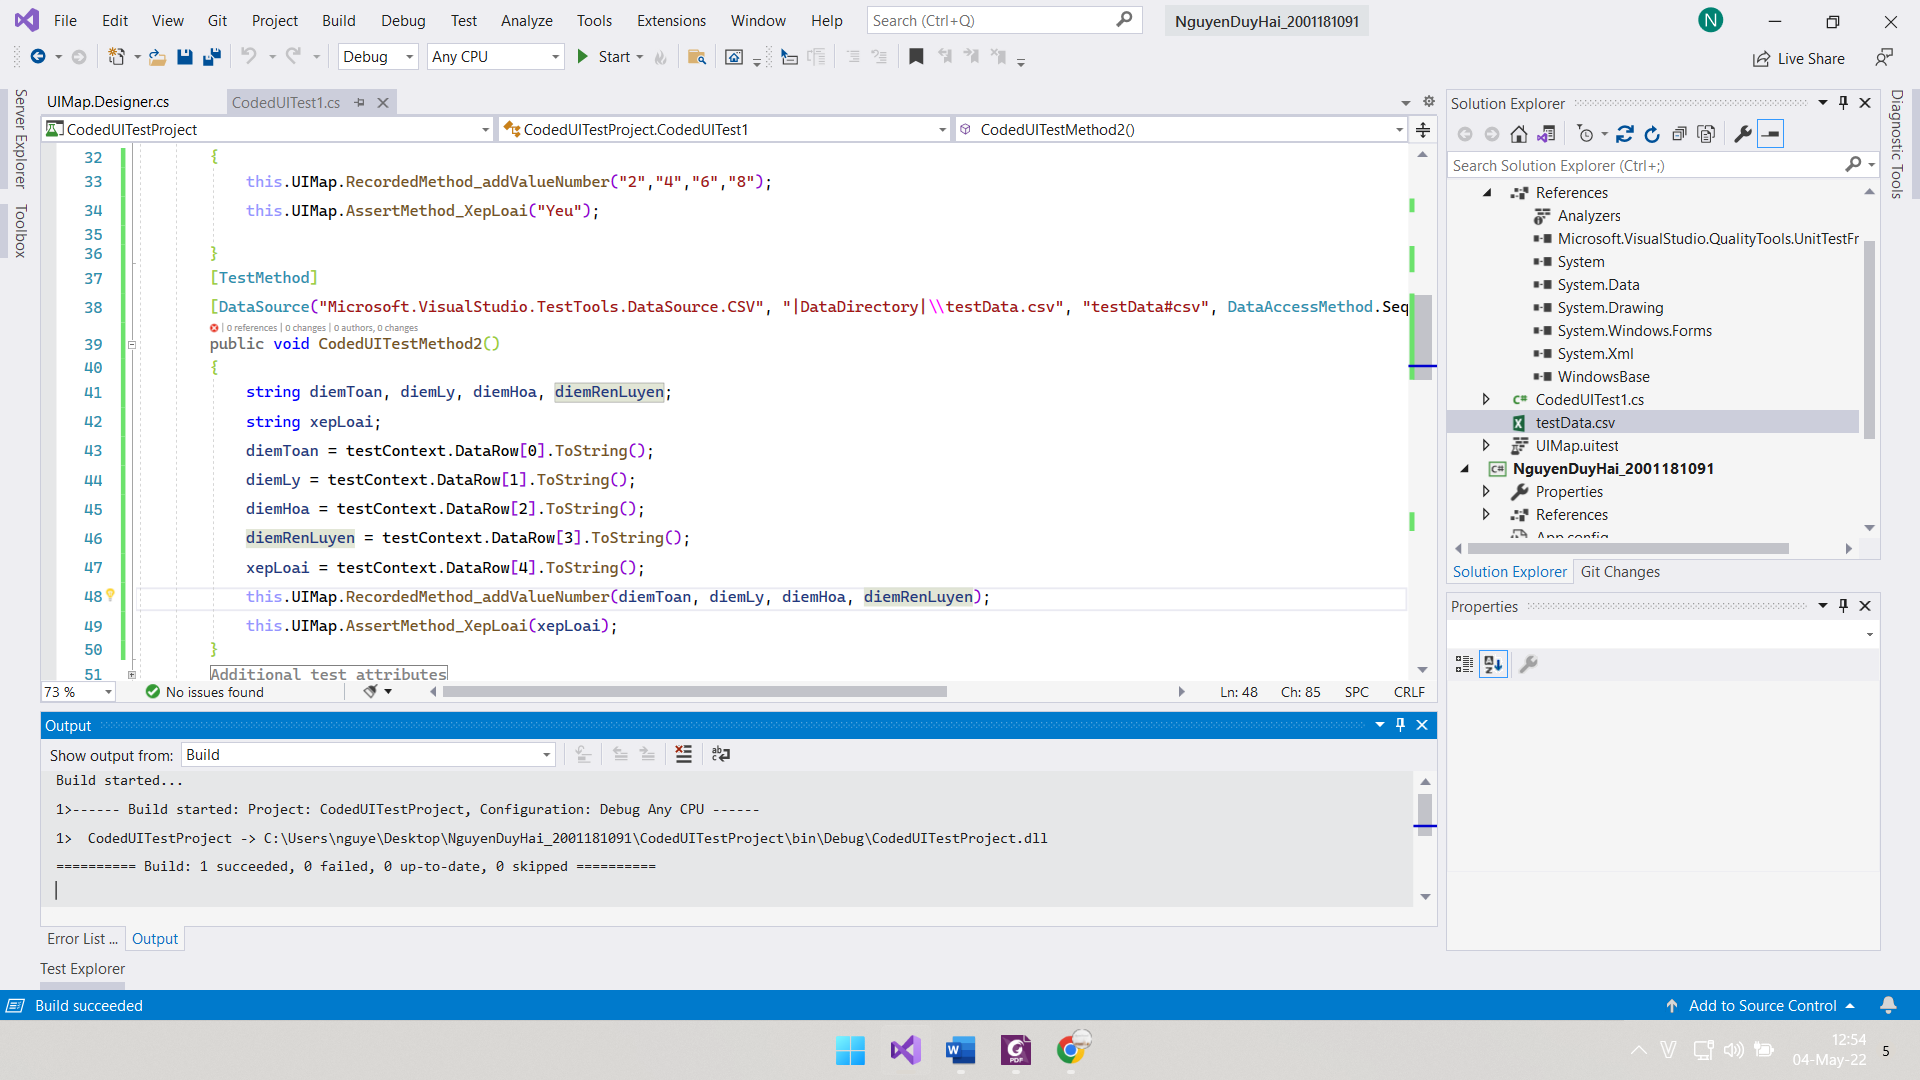 File Edit View Git Project Build Debug Test Analyze Tools Extensions Window Help Search (Ctrl+Q) NguyenDuyHai_2001181091 N
Debug Any CPU Start Live Share
Server Explorer
Toolbox
UIMap.Designer.cs CodedUITest1.cs
CodedUITestProject CodedUITestProject.CodedUITest1 CodedUITestMethod2()
32 {
33 this.UIMap.RecordedMethod_addValueNumber("2","4","6","8");
34 this.UIMap.AssertMethod_XepLoai("Yeu");
35
36 }
37 [TestMethod]
38 [DataSource("Microsoft.VisualStudio.TestTools.DataSource.CSV", "|DataDirectory|\\testData.csv", "testData#csv", DataAccessMethod.Seq
0 references | 0 changes | 0 authors, 0 changes
39 public void CodedUITestMethod2()
40 {
41 string diemToan, diemLy, diemHoa, diemRenLuyen;
42 string xepLoai;
43 diemToan = testContext.DataRow[0].ToString();
44 diemLy = testContext.DataRow[1].ToString();
45 diemHoa = testContext.DataRow[2].ToString();
46 diemRenLuyen = testContext.DataRow[3].ToString();
47 xepLoai = testContext.DataRow[4].ToString();
48 this.UIMap.RecordedMethod_addValueNumber(diemToan, diemLy, diemHoa, diemRenLuyen);
49 this.UIMap.AssertMethod_XepLoai(xepLoai);
50 }
51 Additional test attributes
73 % No issues found Ln: 48 Ch: 85 SPC CRLF
Output
Show output from: Build
Build started...
1>------ Build started: Project: CodedUITestProject, Configuration: Debug Any CPU ------
1> CodedUITestProject -> C:\Users\nguye\Desktop\NguyenDuyHai_2001181091\CodedUITestProject\bin\Debug\CodedUITestProject.dll
========== Build: 1 succeeded, 0 failed, 0 up-to-date, 0 skipped ==========
Error List ... Output
Test Explorer
Solution Explorer
Search Solution Explorer (Ctrl+;)
References
Analyzers
Microsoft.VisualStudio.QualityTools.UnitTestFr
System
System.Data
System.Drawing
System.Windows.Forms
System.Xml
WindowsBase
CodedUITest1.cs
testData.csv
UIMap.uitest
NguyenDuyHai_2001181091
Properties
References
App.config
Solution Explorer Git Changes
Properties
Diagnostic Tools
Build succeeded Add to Source Control
12:54
04-May-22 5